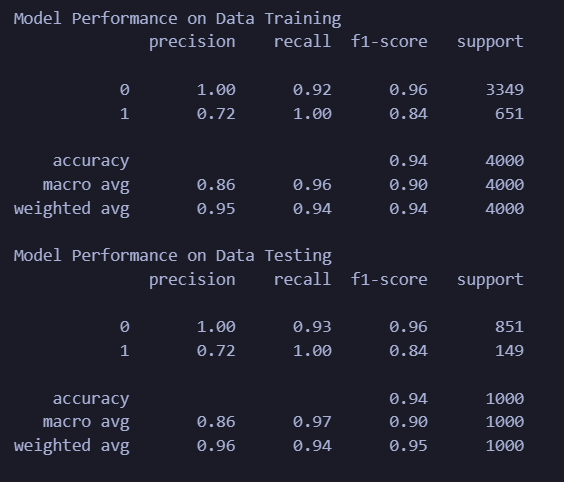 Model Performance on Data Training
precision recall f1-score support
0 1.00 0.92 0.96 3349
1 0.72 1.00 0.84 651
accuracy 0.94 4000
macro avg 0.86 0.96 0.90 4000
weighted avg 0.95 0.94 0.94 4000
Model Performance on Data Testing
precision recall f1-score support
0 1.00 0.93 0.96 851
1 0.72 1.00 0.84 149
accuracy 0.94 1000
macro avg 0.86 0.97 0.90 1000
weighted avg 0.96 0.94 0.95 1000